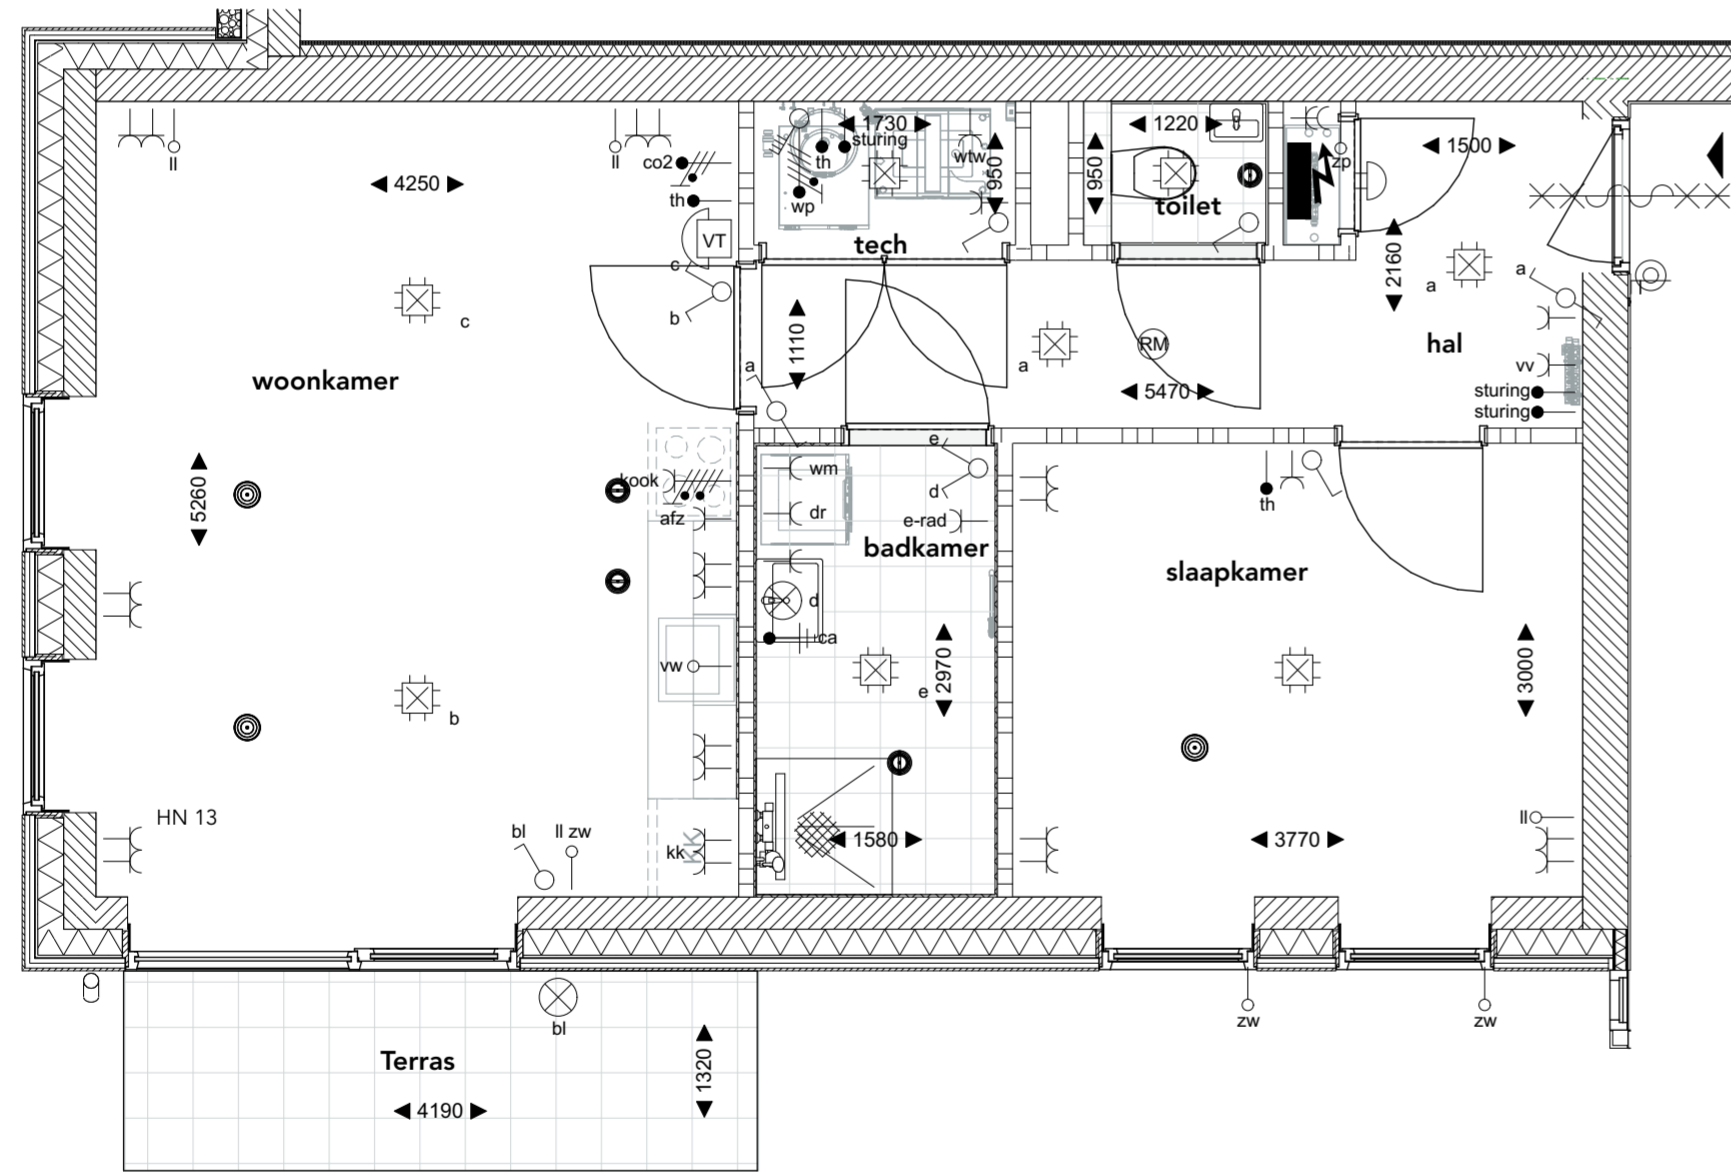 ll
ll
co2
th
4250
VT
c
b
c
woonkamer
5260
kook
afz
vw
b
HN 13
bl
ll zw
kk
KK
1730
sturing
th
wtw
950
wp
tech
1110
a
950
1220
toilet
zp
1500
2160
a
a
hal
a
RM
5470
vv
sturing
sturing
e
wm
d
dr
e-rad
badkamer
d
ca
e
2970
1580
th
slaapkamer
3000
3770
ll
zw
zw
bl
Terras
1320
4190